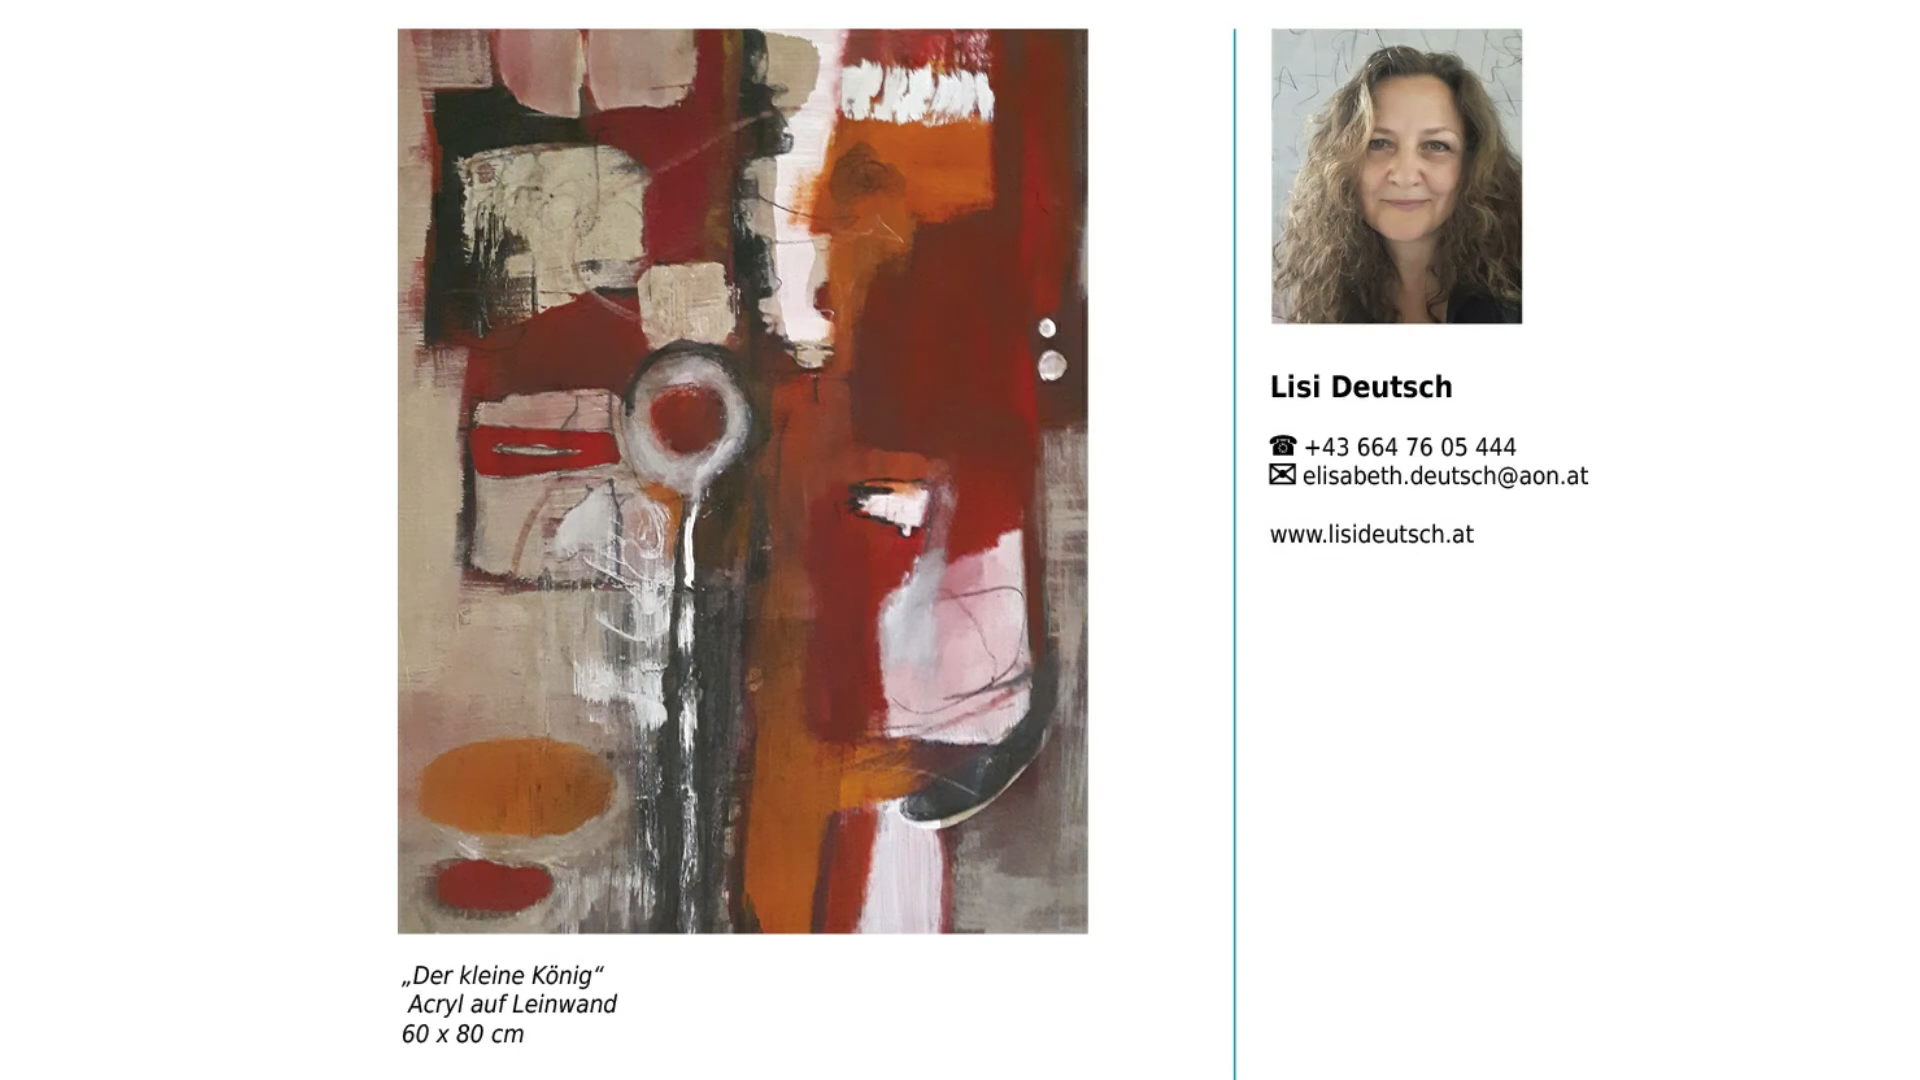 „Der kleine König“
Acryl auf Leinwand
60 x 80 cm
Lisi Deutsch
☎ +43 664 76 05 444
✉ elisabeth.deutsch@aon.at
www.lisideutsch.at